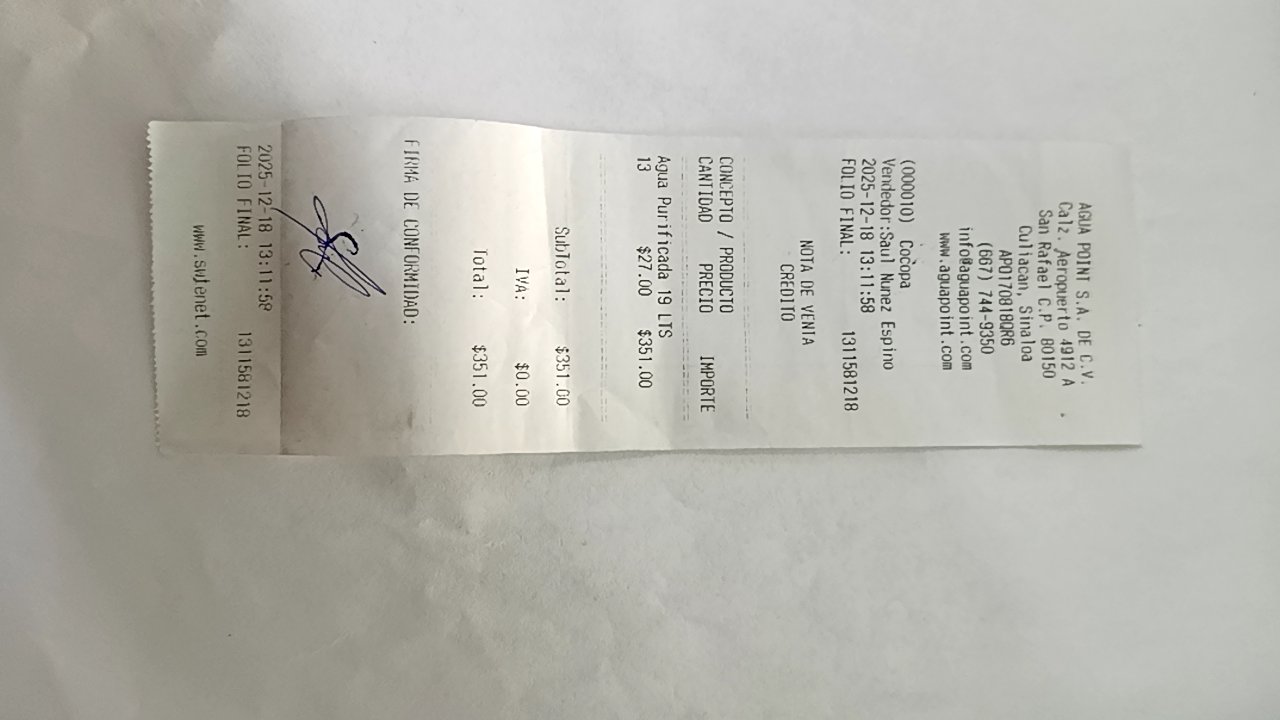 AGUA POINT S.A. DE C.V.
Calz. Aeropuerto 4912 A
San Rafael C.P. 80150
Culiacan, Sinaloa
APO170818QR6
(667) 744-9350
info@aguapoint.com
www.aguapoint.com
(000010) Cocopa
Vendedor:Saul Nunez Espino
2025-12-18 13:11:58
FOLIO FINAL: 1311581218
NOTA DE VENTA
CREDITO
CONCEPTO / PRODUCTO
CANTIDAD PRECIO IMPORTE
Agua Purificada 19 LTS
13 $27.00 $351.00
SubTotal: $351.00
IVA: $0.00
Total: $351.00
FIRMA DE CONFORMIDAD:
2025-12-18 13:11:58
FOLIO FINAL: 1311581218
www.swjenet.com